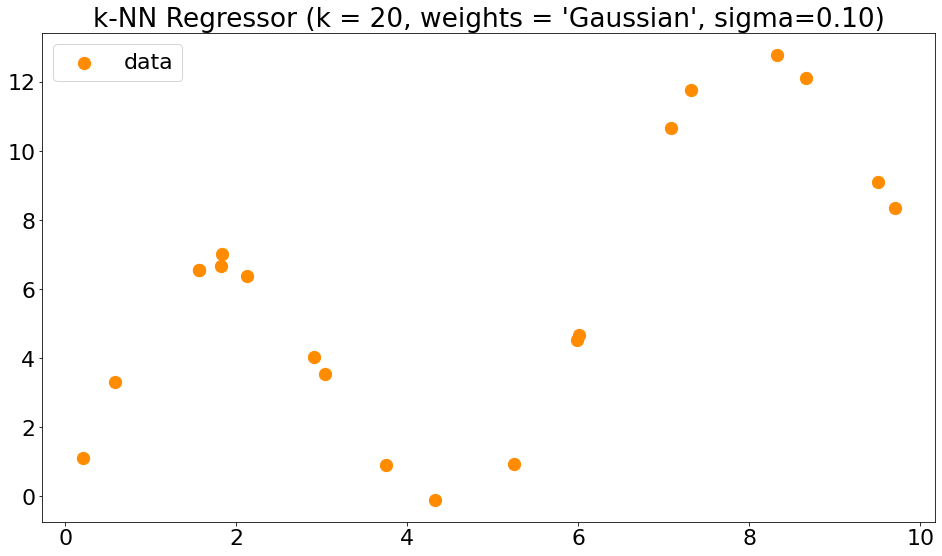 k-NN Regressor (k = 20, weights = 'Gaussian', sigma=0.10)
data
12
10
8
6
4
2
0
0 2 4 6 8 10